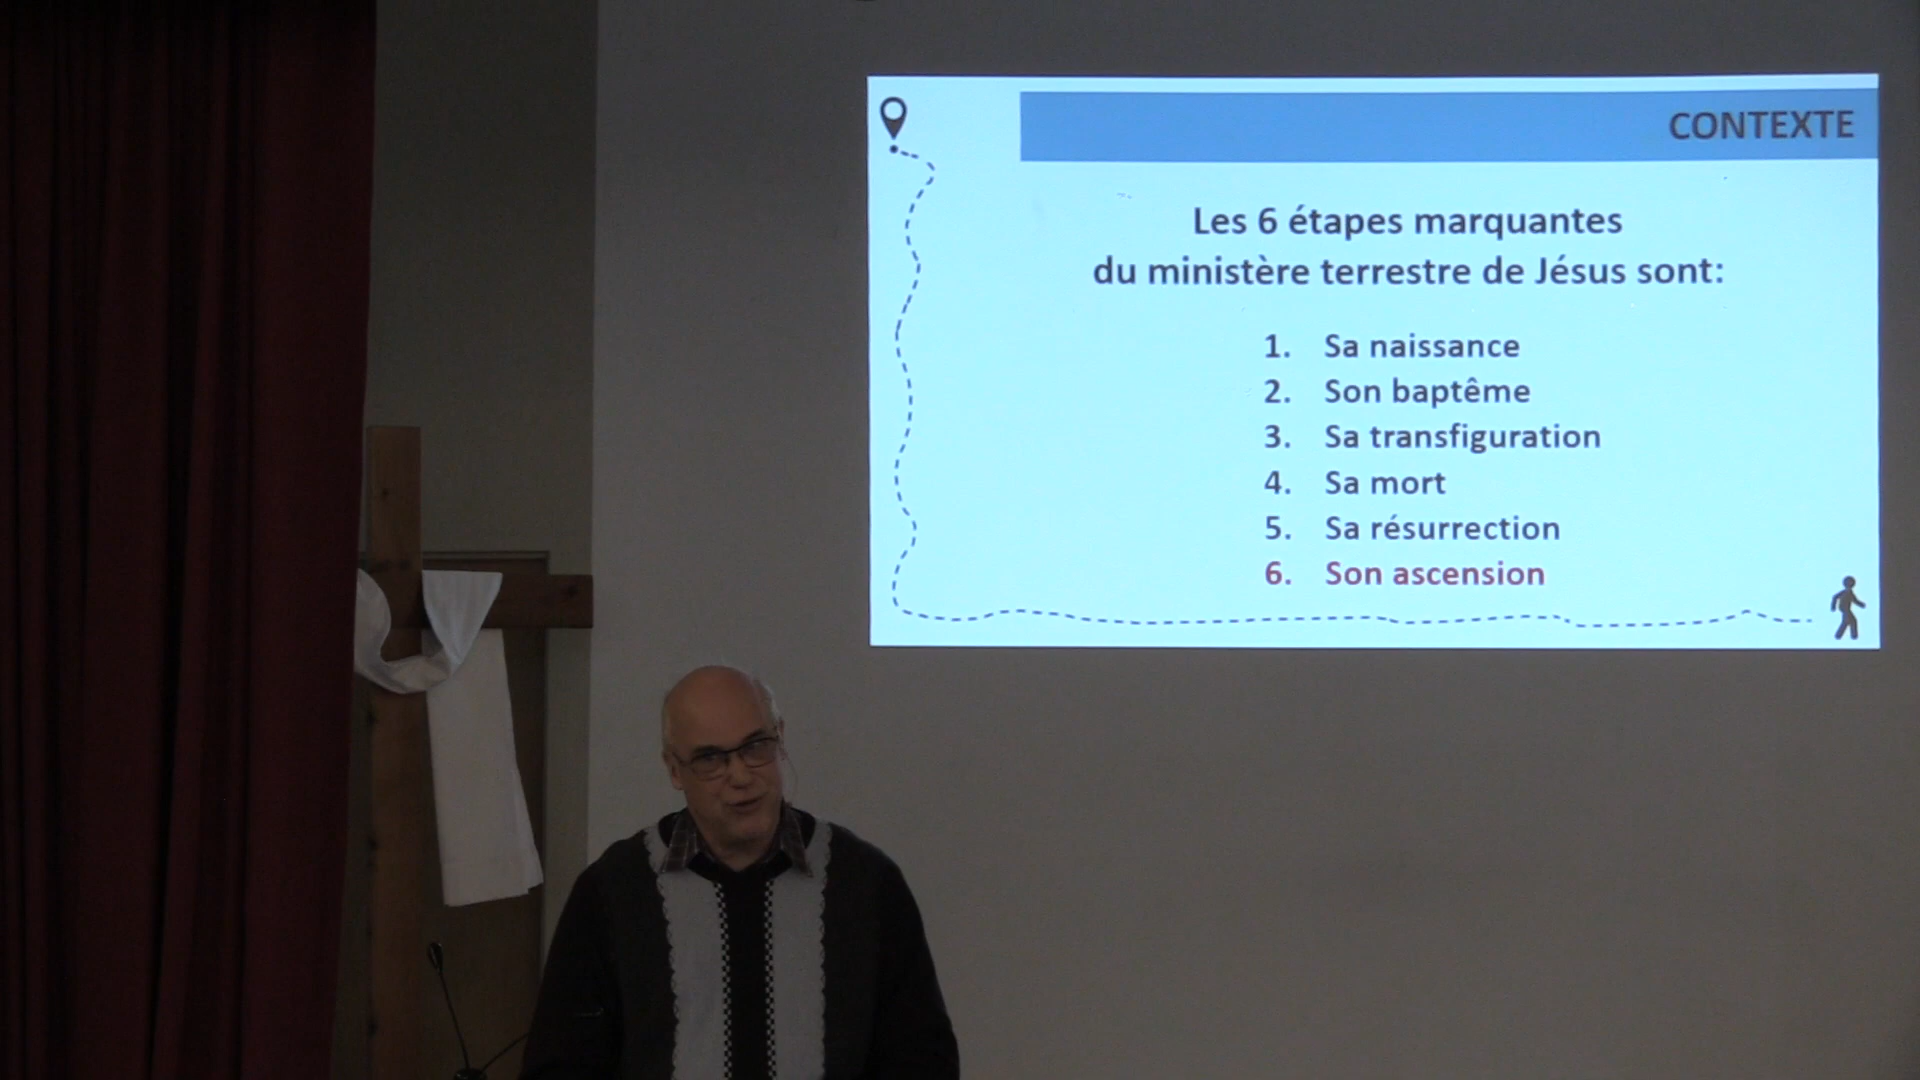 CONTEXTE
Les 6 étapes marquantes
du ministère terrestre de Jésus sont:
1. Sa naissance
2. Son baptême
3. Sa transfiguration
4. Sa mort
5. Sa résurrection
6. Son ascension